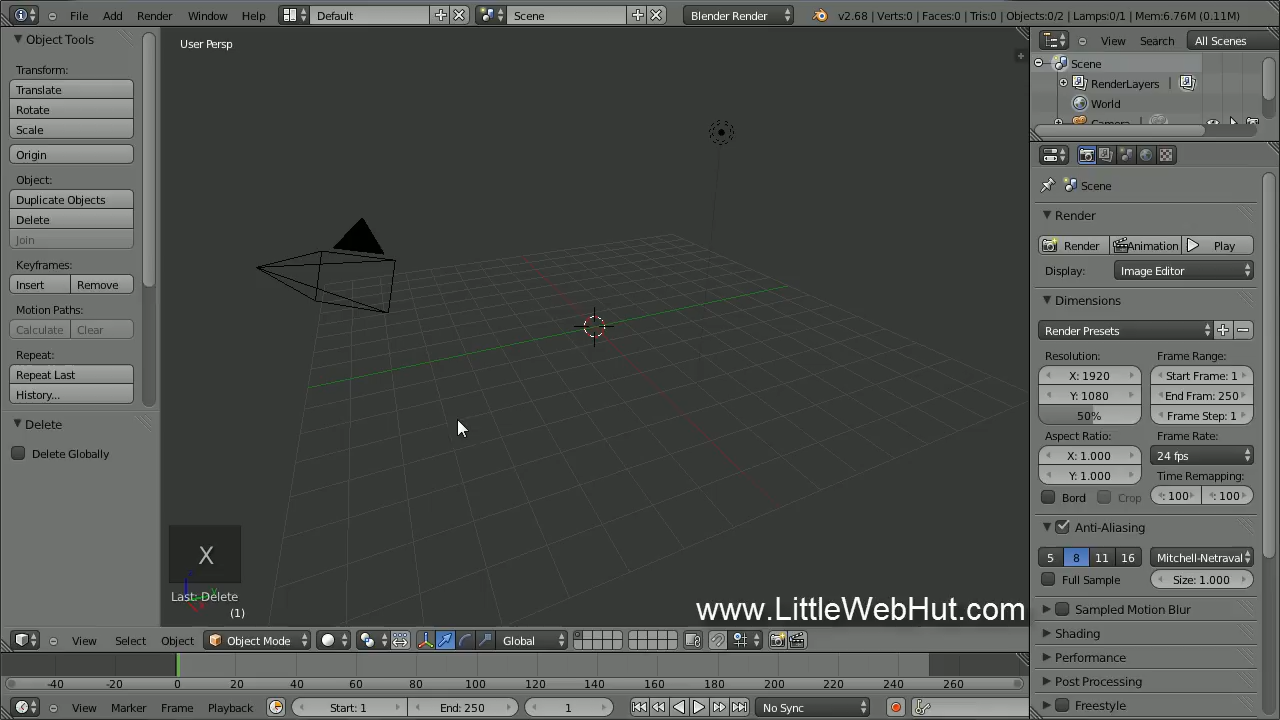 File Add Render Window Help Default Scene Blender Render v2.68 | Verts:0 | Faces:0 | Tris:0 | Objects:0/2 | Lamps:0/1 | Mem:6.76M (0.11M)
Object Tools
Transform:
Translate
Rotate
Scale
Origin
Object:
Duplicate Objects
Delete
Join
Keyframes:
Insert Remove
Motion Paths:
Calculate Clear
Repeat:
Repeat Last
History...
Delete
Delete Globally
User Persp
X
Last: Delete
(1)
www.LittleWebHut.com
View Select Object Object Mode Global
View Search All Scenes
Scene
RenderLayers
World
Camera
Scene
Render
Render Animation Play
Display: Image Editor
Dimensions
Render Presets
Resolution: Frame Range:
X: 1920 Start Frame: 1
Y: 1080 End Fram: 250
50% Frame Step: 1
Aspect Ratio: Frame Rate:
X: 1.000 24 fps
Y: 1.000 Time Remapping:
Bord Crop : 100 : 100
Anti-Aliasing
5 8 11 16 Mitchell-Netraval
Full Sample Size: 1.000
Sampled Motion Blur
Shading
Performance
Post Processing
Freestyle
-40 -20 0 20 40 60 80 100 120 140 160 180 200 220 240 260
View Marker Frame Playback Start: 1 End: 250 1 No Sync